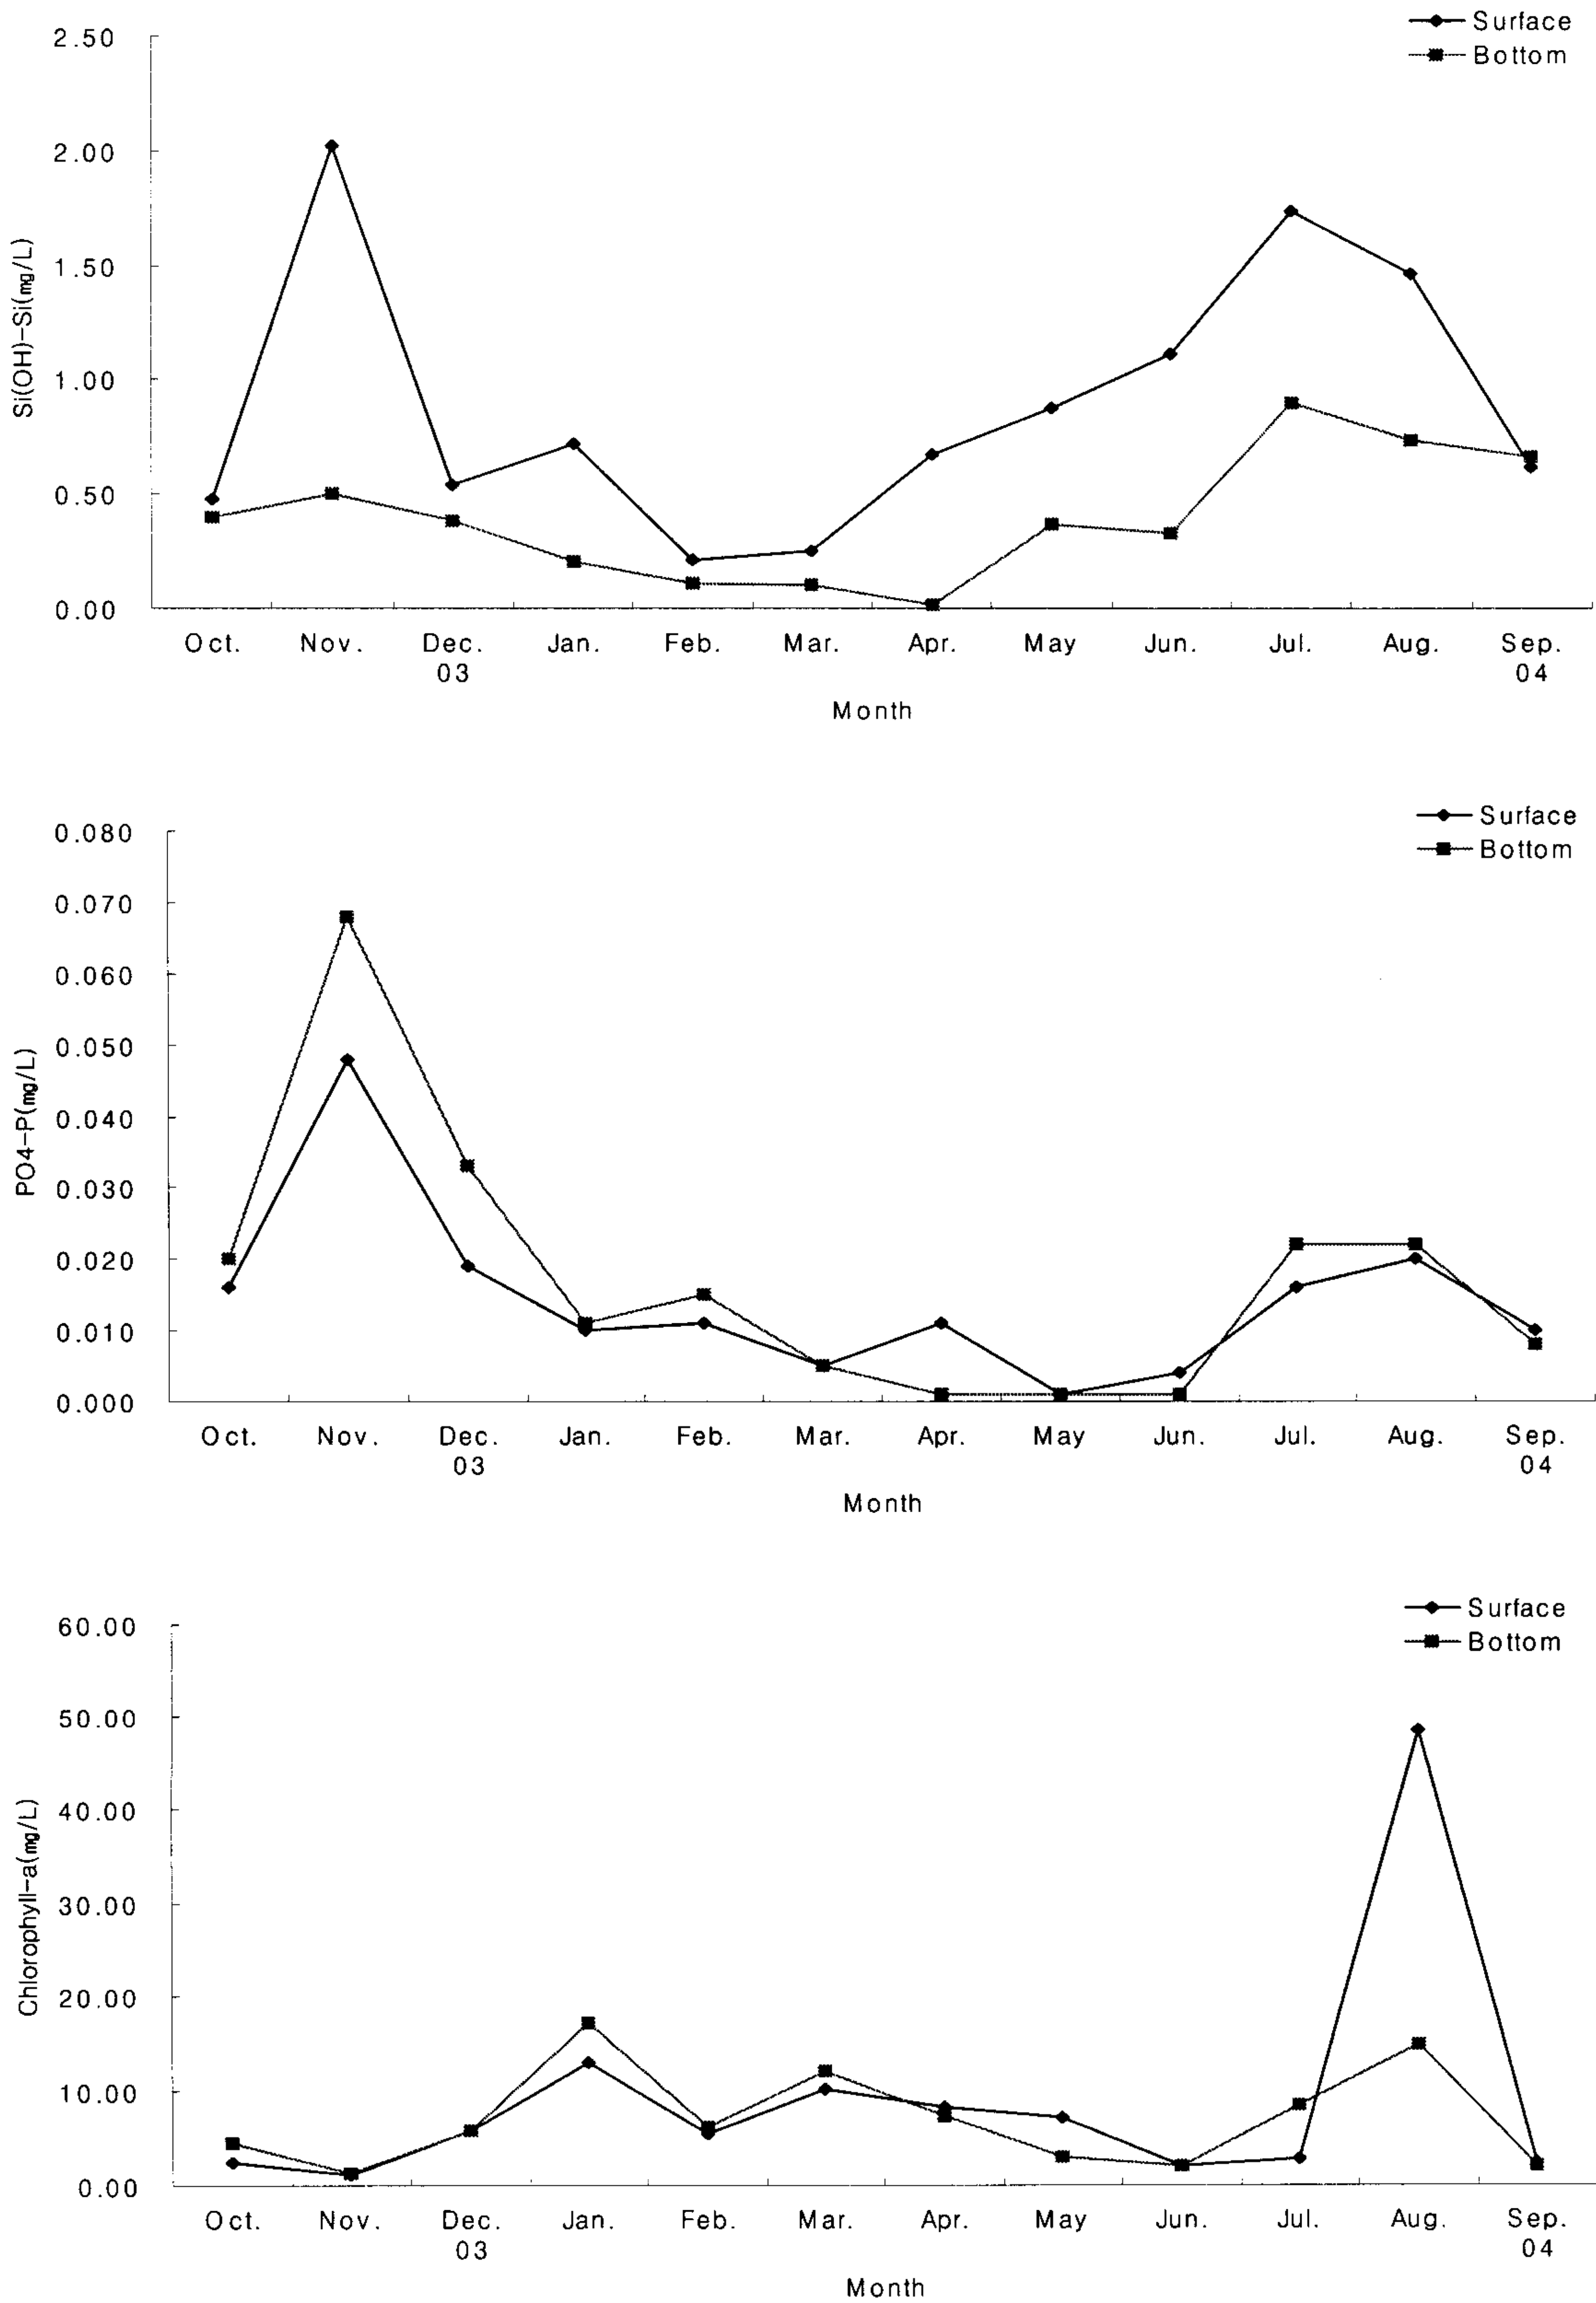 Surface
Bottom
2.50
2.00
1.50
1.00
0.50
0.00
Si(OH)-Si(mg/L)
Oct. Nov. Dec. Jan. Feb. Mar. Apr. May Jun. Jul. Aug. Sep.
03 04
Month
Surface
Bottom
0.080
0.070
0.060
0.050
0.040
0.030
0.020
0.010
0.000
PO4-P(mg/L)
Oct. Nov. Dec. Jan. Feb. Mar. Apr. May Jun. Jul. Aug. Sep.
03 04
Month
Surface
Bottom
60.00
50.00
40.00
30.00
20.00
10.00
0.00
Chlorophyll-a(mg/L)
Oct. Nov. Dec. Jan. Feb. Mar. Apr. May Jun. Jul. Aug. Sep.
03 04
Month